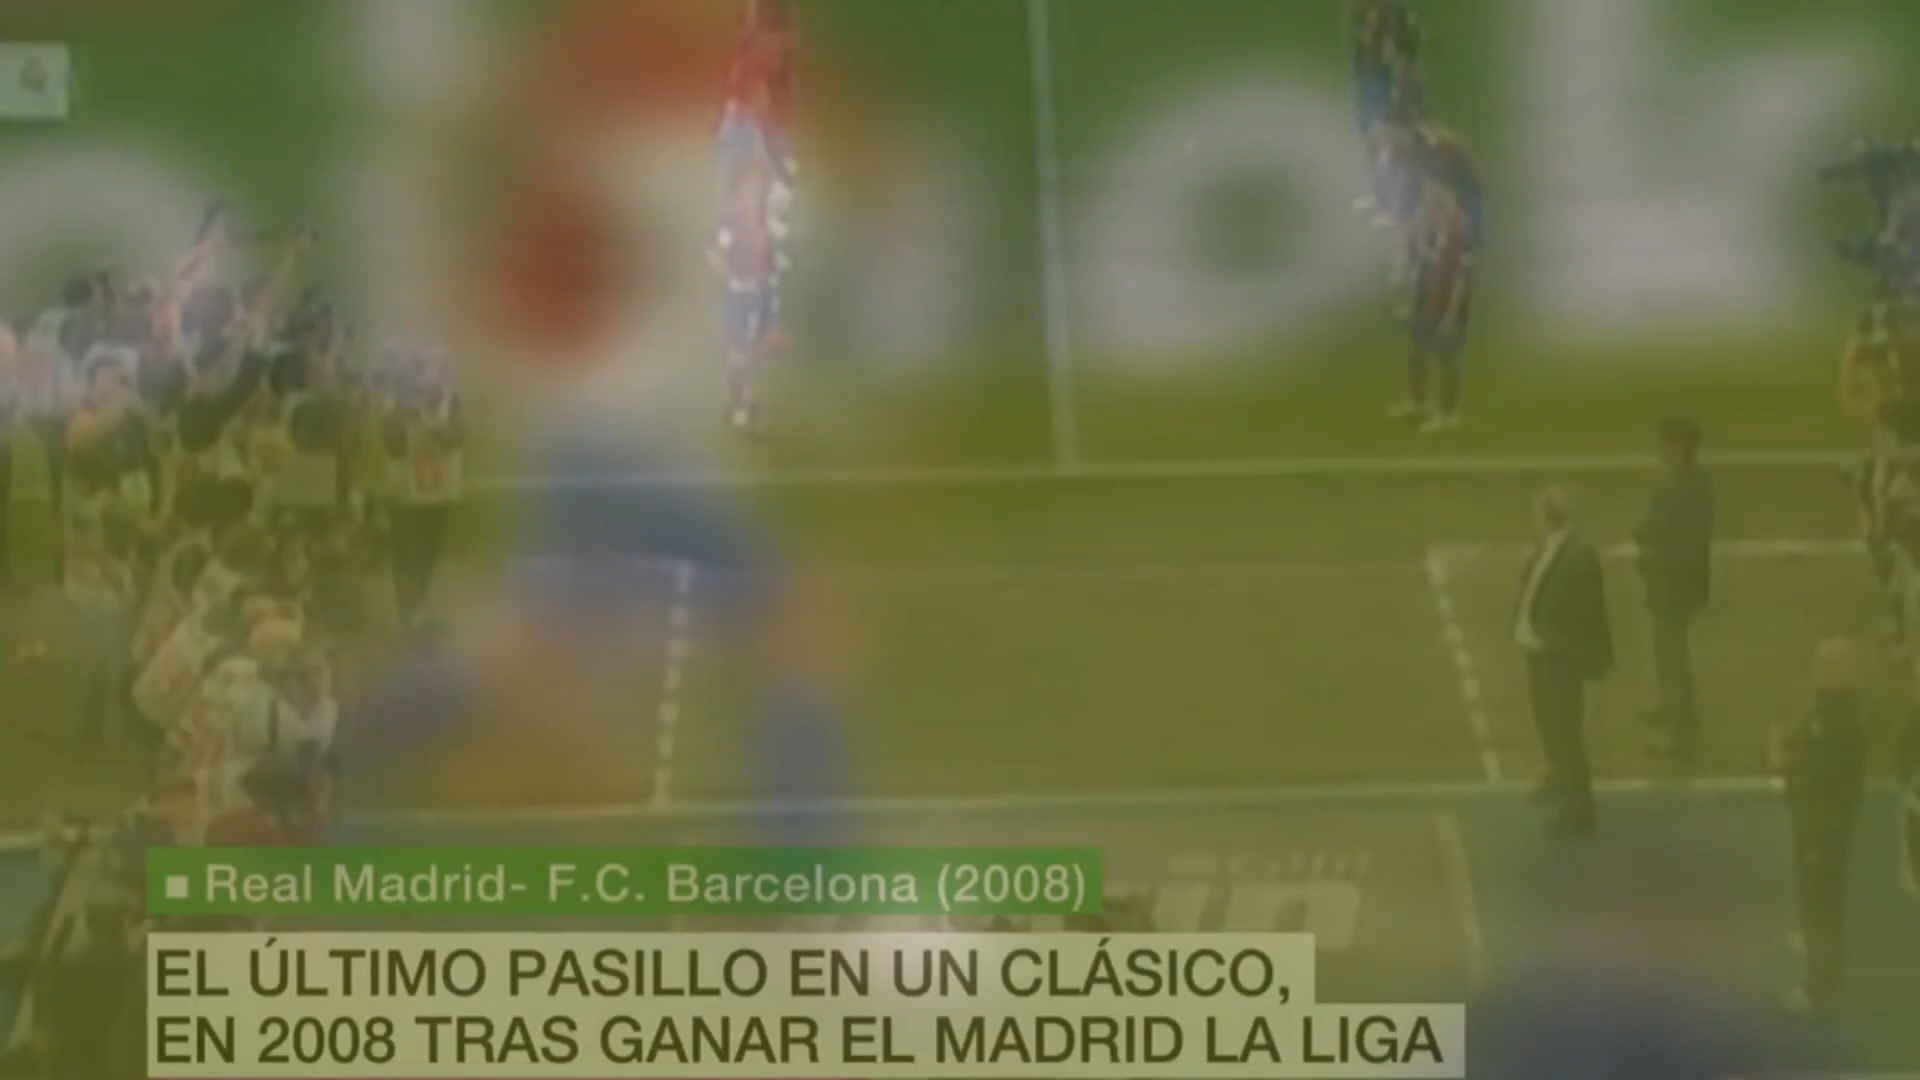 ■ Real Madrid- F.C. Barcelona (2008)
EL ÚLTIMO PASILLO EN UN CLÁSICO,
EN 2008 TRAS GANAR EL MADRID LA LIGA